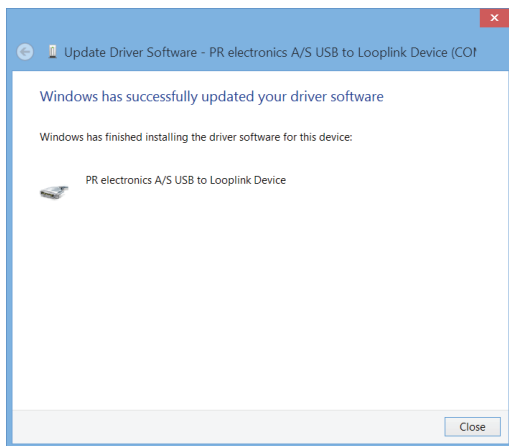 Update Driver Software - PR electronics A/S USB to Looplink Device (COM
Windows has successfully updated your driver software
Windows has finished installing the driver software for this device:
PR electronics A/S USB to Looplink Device
Close